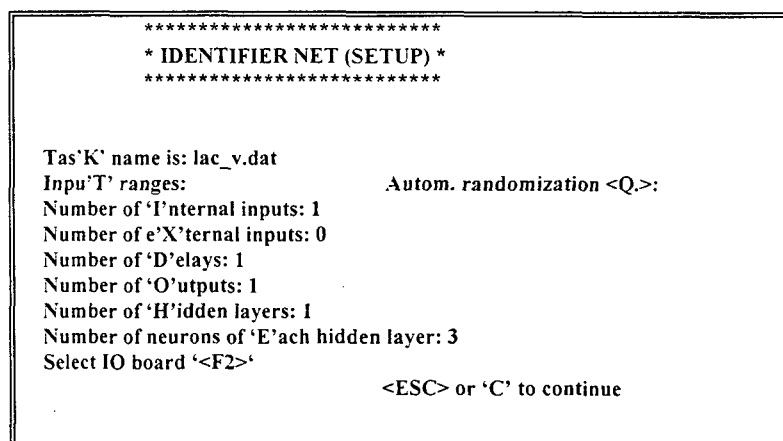 ***************************
* IDENTIFIER NET (SETUP) *
***************************
Tas'K' name is: lac_v.dat
Inpu'T' ranges: Autom. randomization <Q.>:
Number of 'I'nternal inputs: 1
Number of e'X'ternal inputs: 0
Number of 'D'elays: 1
Number of 'O'utputs: 1
Number of 'H'idden layers: 1
Number of neurons of 'E'ach hidden layer: 3
Select IO board '<F2>'
<ESC> or 'C' to continue